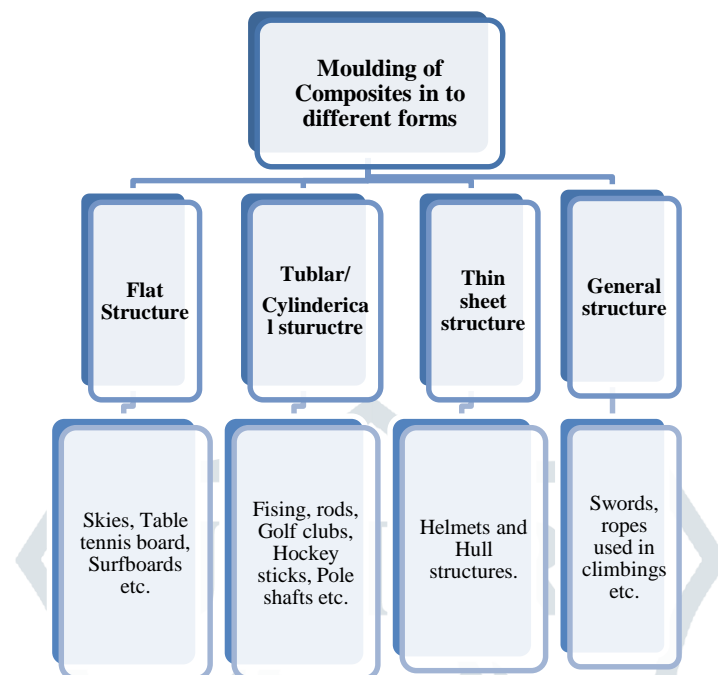 Moulding of
Composites in to
different forms
Flat
Structure
Tublar/
Cylinderica
l stuructre
Thin
sheet
structure
General
structure
Skies, Table
tennis board,
Surfboards
etc.
Fising, rods,
Golf clubs,
Hockey
sticks, Pole
shafts etc.
Helmets and
Hull
structures.
Swords,
ropes
used in
climbings
etc.